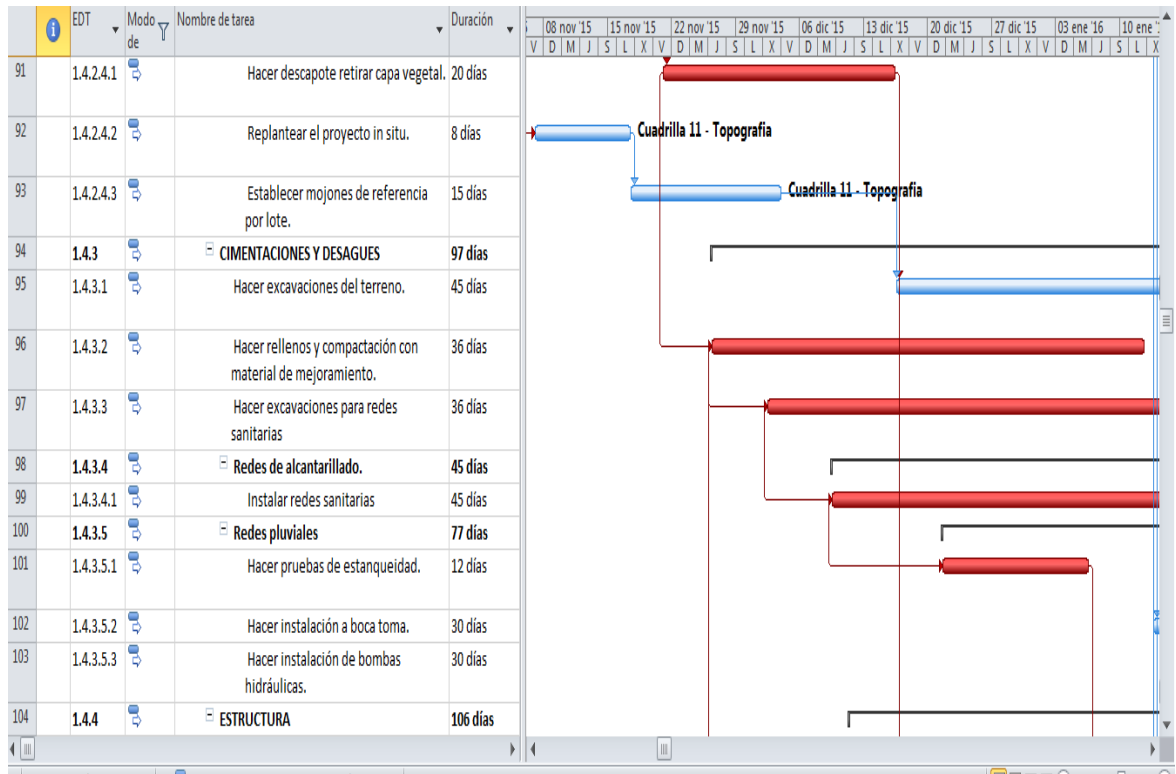 EDT Modo de Nombre de tarea Duración
08 nov '15 15 nov '15 22 nov '15 29 nov '15 06 dic '15 13 dic '15 20 dic '15 27 dic '15 03 ene '16 10 ene '
V D M J S L X V D M J S L X V D M J S L X V D M J S L X V D M J S L X
91 1.4.2.4.1 Hacer descapote retirar capa vegetal. 20 días
92 1.4.2.4.2 Replantear el proyecto in situ. 8 días Cuadrilla 11 - Topografia
93 1.4.2.4.3 Establecer mojones de referencia por lote. 15 días Cuadrilla 11 - Topografia
94 1.4.3 CIMENTACIONES Y DESAGUES 97 días
95 1.4.3.1 Hacer excavaciones del terreno. 45 días
96 1.4.3.2 Hacer rellenos y compactación con material de mejoramiento. 36 días
97 1.4.3.3 Hacer excavaciones para redes sanitarias 36 días
98 1.4.3.4 Redes de alcantarillado. 45 días
99 1.4.3.4.1 Instalar redes sanitarias 45 días
100 1.4.3.5 Redes pluviales 77 días
101 1.4.3.5.1 Hacer pruebas de estanqueidad. 12 días
102 1.4.3.5.2 Hacer instalación a boca toma. 30 días
103 1.4.3.5.3 Hacer instalación de bombas hidráulicas. 30 días
104 1.4.4 ESTRUCTURA 106 días